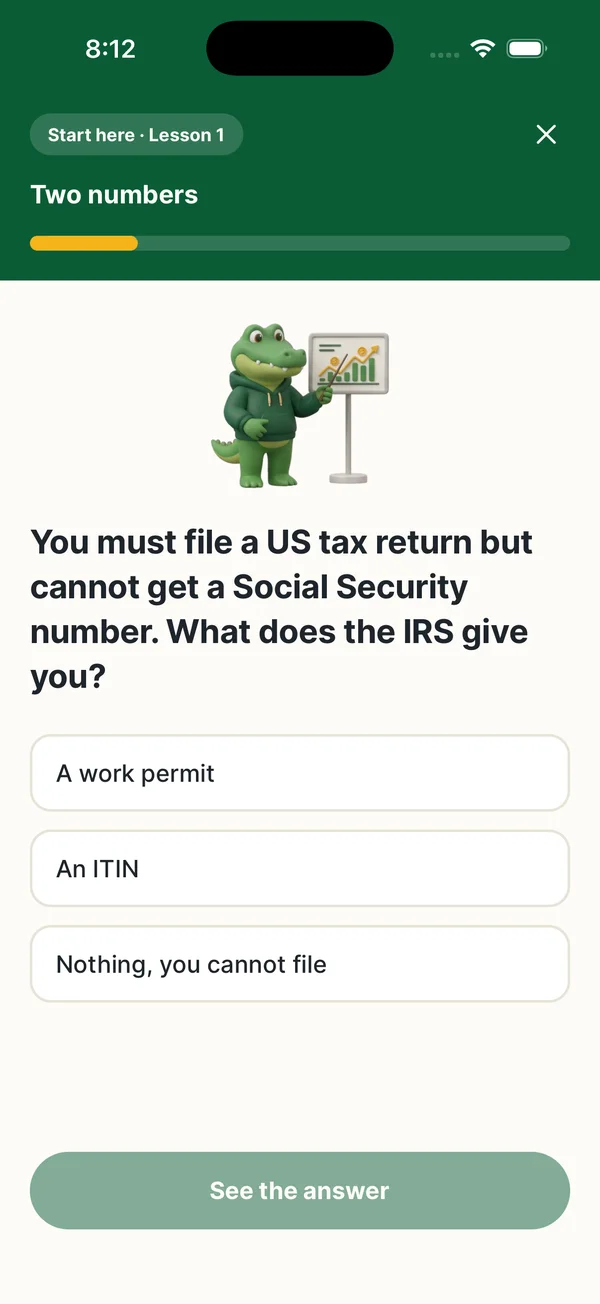 8:12
Start here · Lesson 1
Two numbers
You must file a US tax return but
cannot get a Social Security
number. What does the IRS give
you?
A work permit
An ITIN
Nothing, you cannot file
See the answer